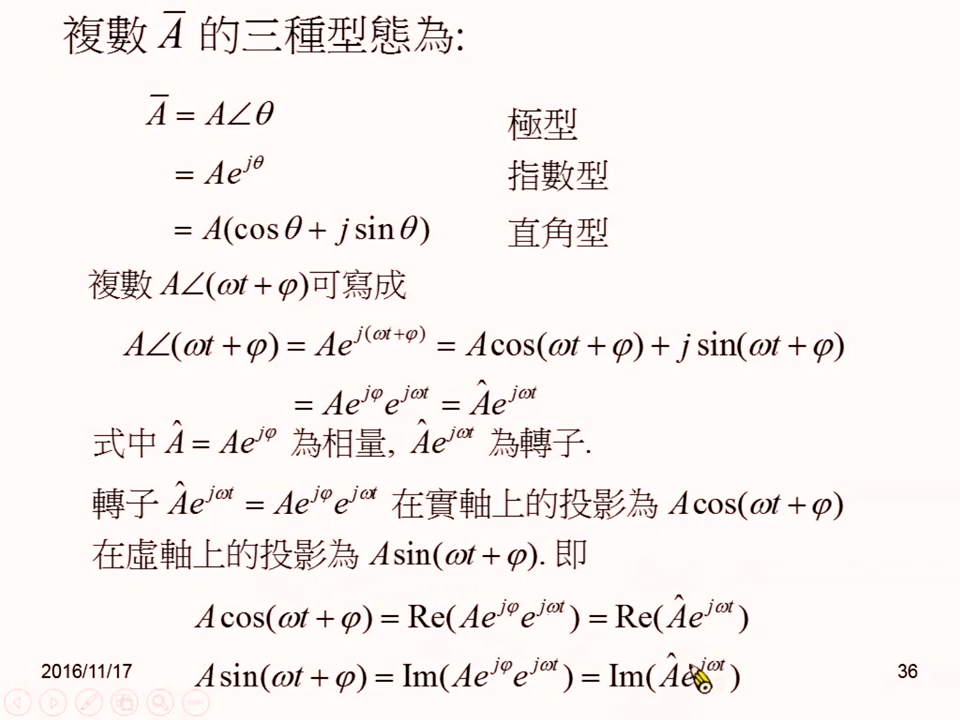 複數 A̅ 的三種型態為:
A̅ = A∠θ 極型
= Ae^{jθ} 指數型
= A(cosθ + j sinθ) 直角型
複數 A∠(ωt + φ)可寫成
A∠(ωt + φ) = Ae^{j(ωt+φ)} = A cos(ωt + φ) + j sin(ωt + φ)
= Ae^{jφ}e^{jωt} = Âe^{jωt}
式中 Â = Ae^{jφ} 為相量, Âe^{jωt} 為轉子.
轉子 Âe^{jωt} = Ae^{jφ}e^{jωt} 在實軸上的投影為 A cos(ωt + φ)
在虛軸上的投影為 A sin(ωt + φ). 即
A cos(ωt + φ) = Re(Ae^{jφ}e^{jωt}) = Re(Âe^{jωt})
A sin(ωt + φ) = Im(Ae^{jφ}e^{jωt}) = Im(Âe^{jωt})
2016/11/17
36